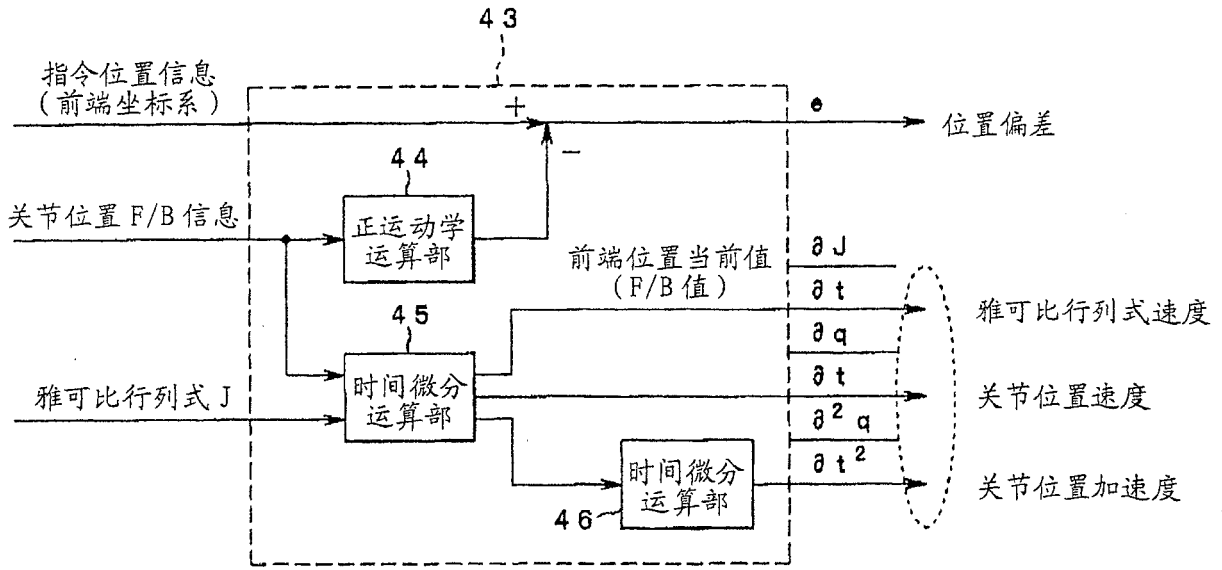 43
指令位置信息
(前端坐标系)
+
e
位置偏差
−
44
关节位置 F/B 信息
正运动学
运算部
前端位置当前值
(F/B 值)
∂J
∂t
雅可比行列式速度
45
∂q
∂t
关节位置速度
雅可比行列式 J
时间微分
运算部
∂² q
∂t²
关节位置加速度
时间微分
运算部
46